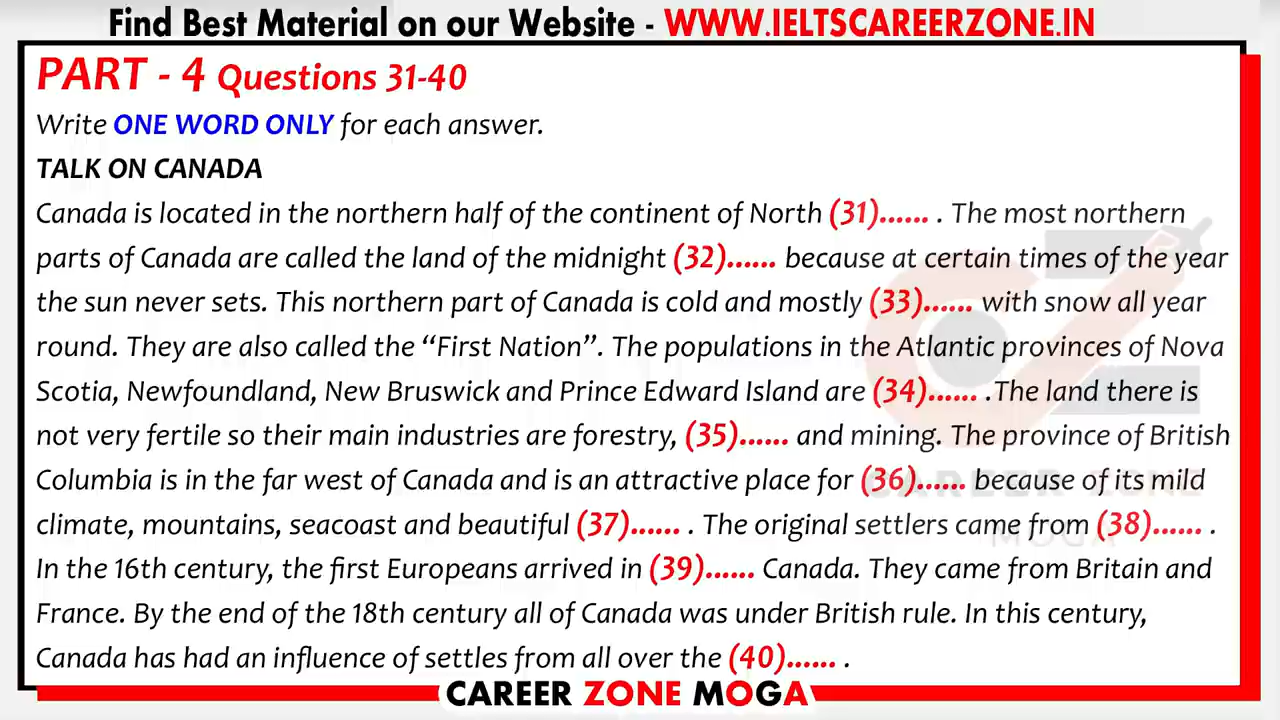 Find Best Material on our Website - WWW.IELTSCAREERZONE.IN
PART - 4 Questions 31-40
Write ONE WORD ONLY for each answer.
TALK ON CANADA
Canada is located in the northern half of the continent of North (31)...... . The most northern
parts of Canada are called the land of the midnight (32)...... because at certain times of the year
the sun never sets. This northern part of Canada is cold and mostly (33)...... with snow all year
round. They are also called the “First Nation”. The populations in the Atlantic provinces of Nova
Scotia, Newfoundland, New Bruswick and Prince Edward Island are (34)...... .The land there is
not very fertile so their main industries are forestry, (35)...... and mining. The province of British
Columbia is in the far west of Canada and is an attractive place for (36)...... because of its mild
climate, mountains, seacoast and beautiful (37)...... . The original settlers came from (38)...... .
In the 16th century, the first Europeans arrived in (39)...... Canada. They came from Britain and
France. By the end of the 18th century all of Canada was under British rule. In this century,
Canada has had an influence of settles from all over the (40)...... .
CAREER ZONE
MOGA
CAREER ZONE MOGA